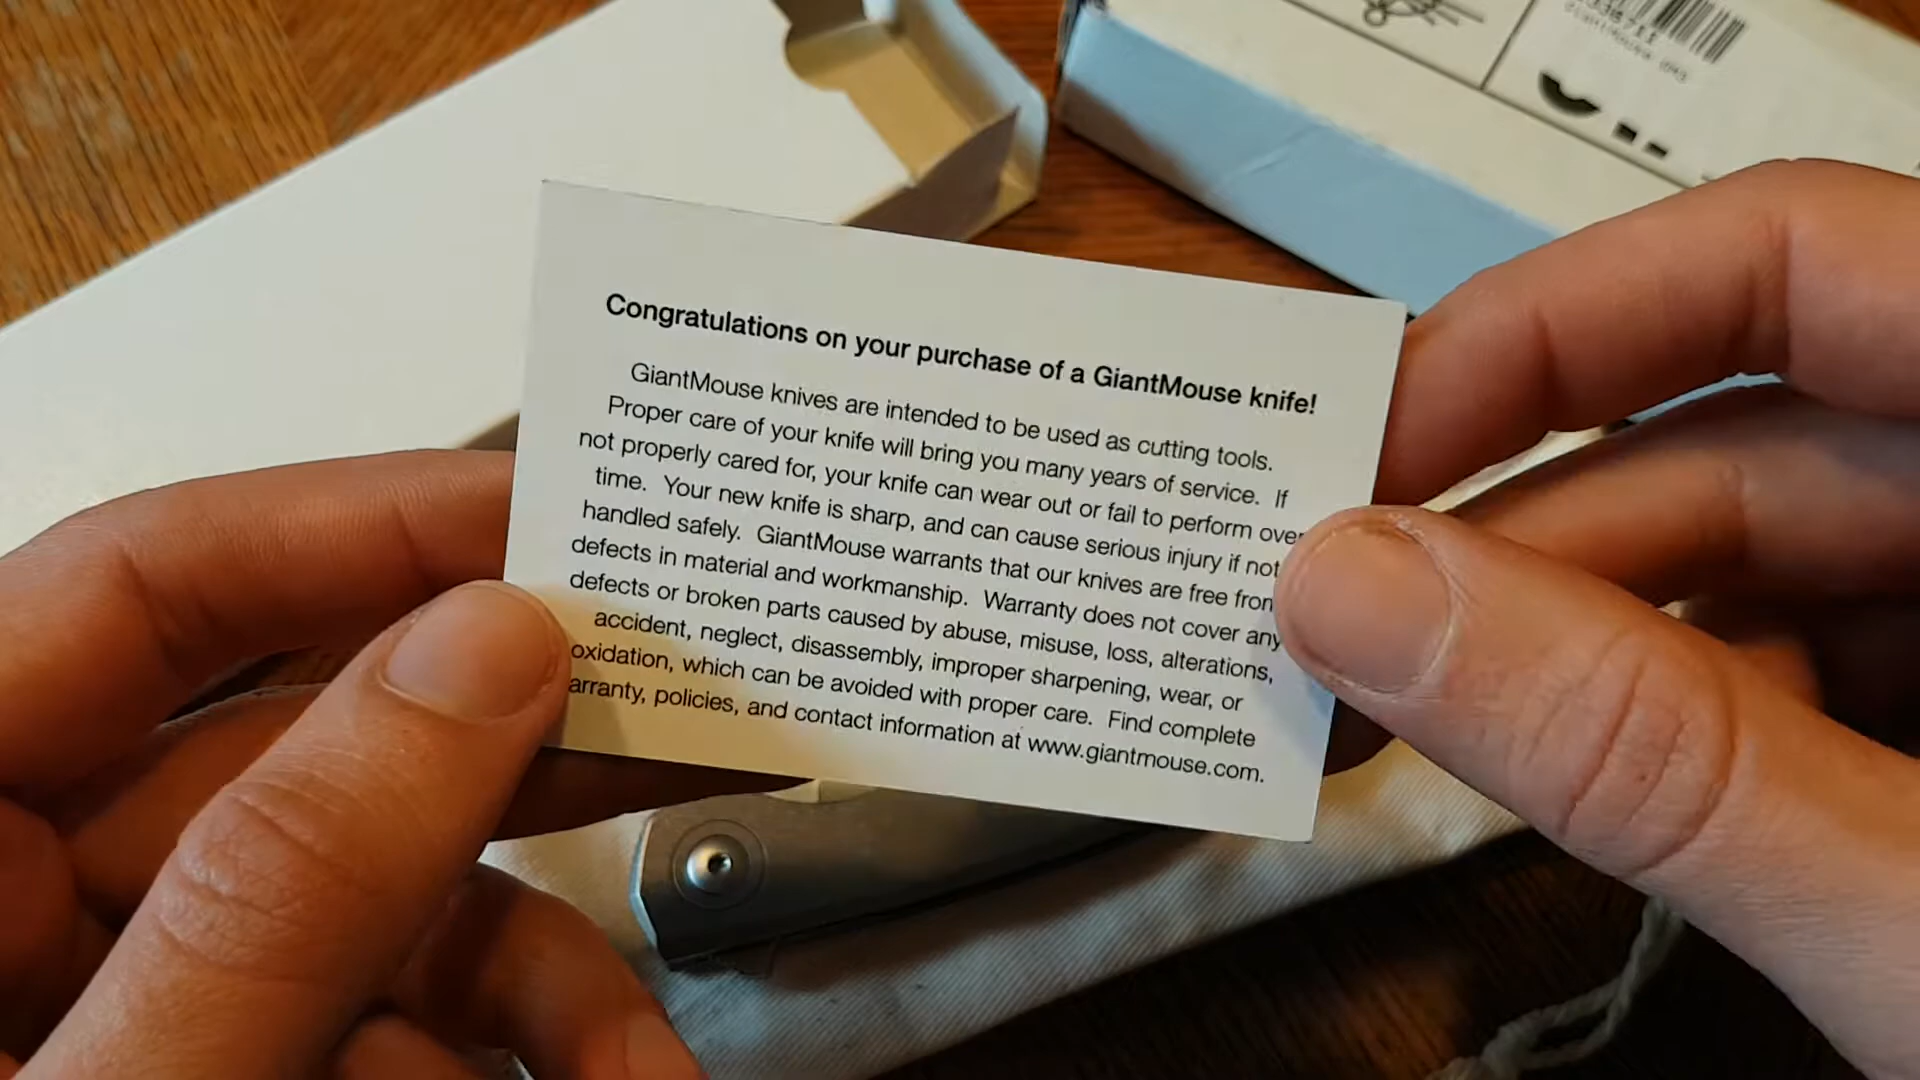 Congratulations on your purchase of a GiantMouse knife!
GiantMouse knives are intended to be used as cutting tools.
Proper care of your knife will bring you many years of service. If
not properly cared for, your knife can wear out or fail to perform over
time. Your new knife is sharp, and can cause serious injury if not
handled safely. GiantMouse warrants that our knives are free from
defects in material and workmanship. Warranty does not cover any
defects or broken parts caused by abuse, misuse, loss, alterations,
accident, neglect, disassembly, improper sharpening, wear, or
oxidation, which can be avoided with proper care. Find complete
arranty, policies, and contact information at www.giantmouse.com.